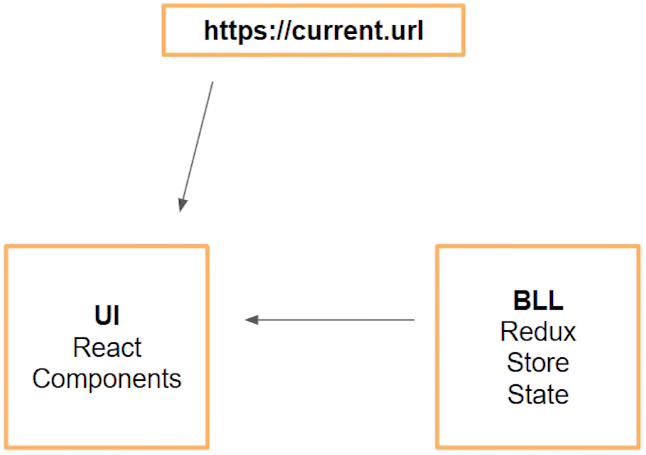 https://current.url
UI
React
Components
BLL
Redux
Store
State